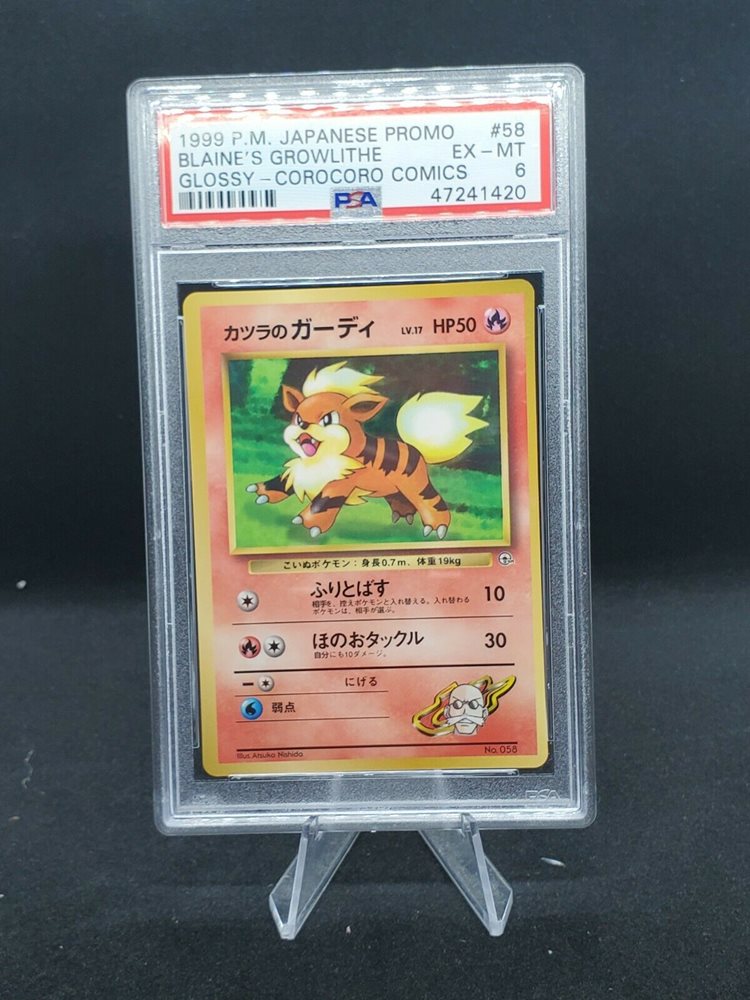 1999 P.M. JAPANESE PROMO #58
BLAINE'S GROWLITHE EX-MT
GLOSSY-COROCORO COMICS 6
PSA 47241420
カツラのガーディ LV.17 HP50
こいぬポケモン：身長0.7m、体重19kg
ふりとばす 10
相手を、控えポケモンと入れ替える。入れ替わる
ポケモンは、相手が選ぶ。
ほのおタックル 30
自分にも10ダメージ。
にげる
弱点
Illus.Atsuko Nishida No. 058
PSA